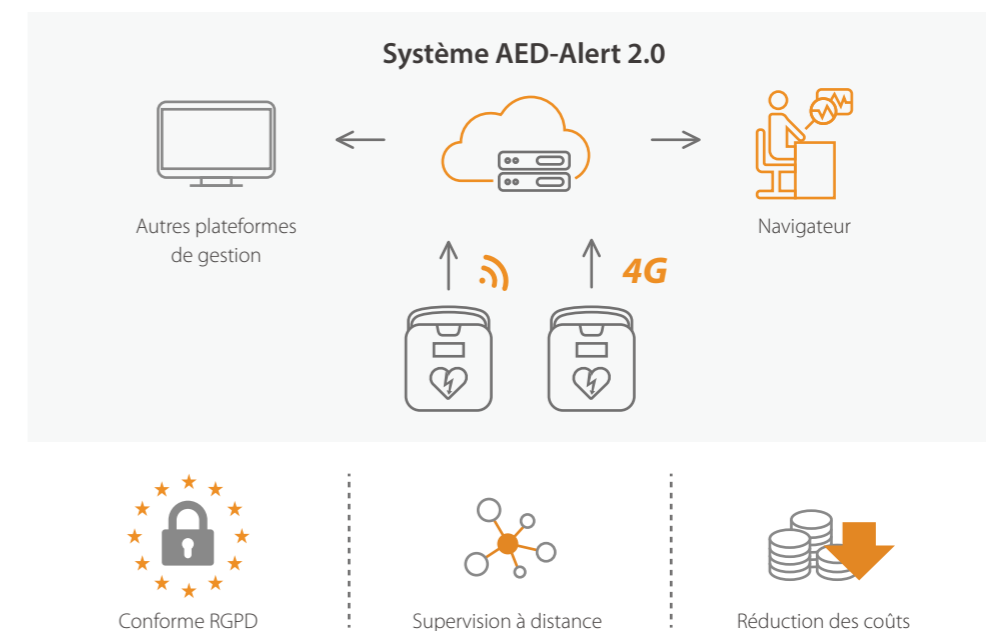 Système AED-Alert 2.0
Autres plateformes
de gestion
Navigateur
4G
Conforme RGPD
Supervision à distance
Réduction des coûts